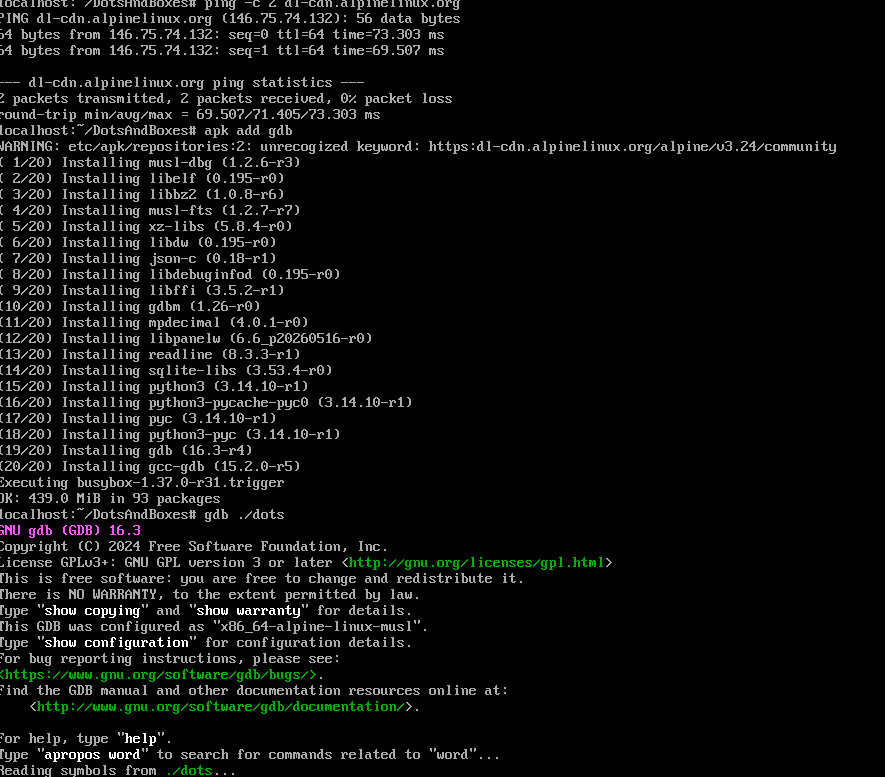 localhost:~/DotsAndBoxes# ping -c 2 dl-cdn.alpinelinux.org
PING dl-cdn.alpinelinux.org (146.75.74.132): 56 data bytes
64 bytes from 146.75.74.132: seq=0 ttl=64 time=73.303 ms
64 bytes from 146.75.74.132: seq=1 ttl=64 time=69.507 ms
--- dl-cdn.alpinelinux.org ping statistics ---
2 packets transmitted, 2 packets received, 0% packet loss
round-trip min/avg/max = 69.507/71.405/73.303 ms
localhost:~/DotsAndBoxes# apk add gdb
WARNING: etc/apk/repositories:2: unrecogized keyword: https:dl-cdn.alpinelinux.org/alpine/v3.24/community
( 1/20) Installing musl-dbg (1.2.6-r3)
( 2/20) Installing libelf (0.195-r0)
( 3/20) Installing libbz2 (1.0.8-r6)
( 4/20) Installing musl-fts (1.2.7-r7)
( 5/20) Installing xz-libs (5.8.4-r0)
( 6/20) Installing libdw (0.195-r0)
( 7/20) Installing json-c (0.18-r1)
( 8/20) Installing libdebuginfod (0.195-r0)
( 9/20) Installing libffi (3.5.2-r1)
(10/20) Installing gdbm (1.26-r0)
(11/20) Installing mpdecimal (4.0.1-r0)
(12/20) Installing libpanelw (6.6_p20260516-r0)
(13/20) Installing readline (8.3.3-r1)
(14/20) Installing sqlite-libs (3.53.4-r0)
(15/20) Installing python3 (3.14.10-r1)
(16/20) Installing python3-pycache-pyc0 (3.14.10-r1)
(17/20) Installing pyc (3.14.10-r1)
(18/20) Installing python3-pyc (3.14.10-r1)
(19/20) Installing gdb (16.3-r4)
(20/20) Installing gcc-gdb (15.2.0-r5)
Executing busybox-1.37.0-r31.trigger
OK: 439.0 MiB in 93 packages
localhost:~/DotsAndBoxes# gdb ./dots
GNU gdb (GDB) 16.3
Copyright (C) 2024 Free Software Foundation, Inc.
License GPLv3+: GNU GPL version 3 or later <http://gnu.org/licenses/gpl.html>
This is free software: you are free to change and redistribute it.
There is NO WARRANTY, to the extent permitted by law.
Type "show copying" and "show warranty" for details.
This GDB was configured as "x86_64-alpine-linux-musl".
Type "show configuration" for configuration details.
For bug reporting instructions, please see:
<https://www.gnu.org/software/gdb/bugs/>.
Find the GDB manual and other documentation resources online at:
    <http://www.gnu.org/software/gdb/documentation/>.
For help, type "help".
Type "apropos word" to search for commands related to "word"...
Reading symbols from ./dots...